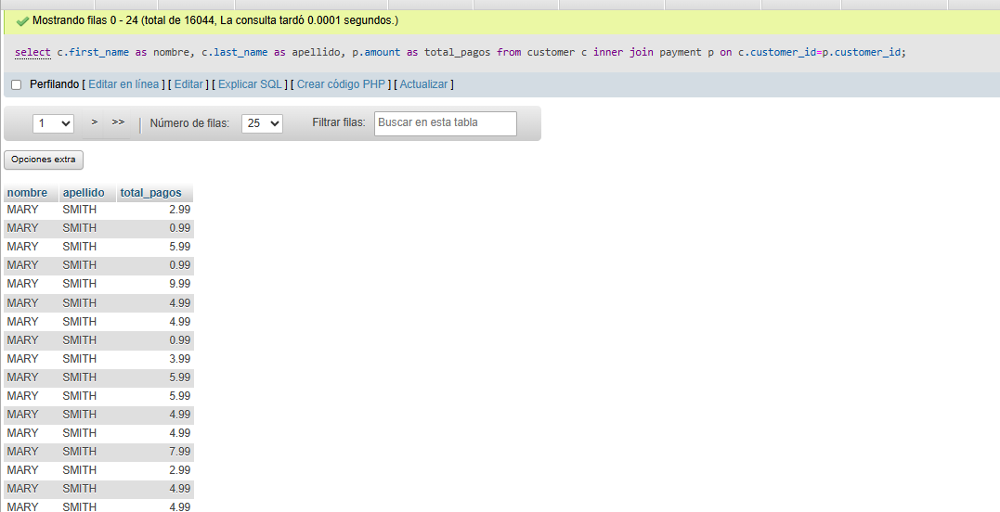 Mostrando filas 0 - 24 (total de 16044, La consulta tardó 0.0001 segundos.)
select c.first_name as nombre, c.last_name as apellido, p.amount as total_pagos from customer c inner join payment p on c.customer_id=p.customer_id;
Perfilando [ Editar en línea ] [ Editar ] [ Explicar SQL ] [ Crear código PHP ] [ Actualizar ]
1 > >> | Número de filas: 25 Filtrar filas: Buscar en esta tabla
Opciones extra
nombre apellido total_pagos
MARY SMITH 2.99
MARY SMITH 0.99
MARY SMITH 5.99
MARY SMITH 0.99
MARY SMITH 9.99
MARY SMITH 4.99
MARY SMITH 4.99
MARY SMITH 0.99
MARY SMITH 3.99
MARY SMITH 5.99
MARY SMITH 5.99
MARY SMITH 4.99
MARY SMITH 4.99
MARY SMITH 7.99
MARY SMITH 2.99
MARY SMITH 4.99
MARY SMITH 4.99